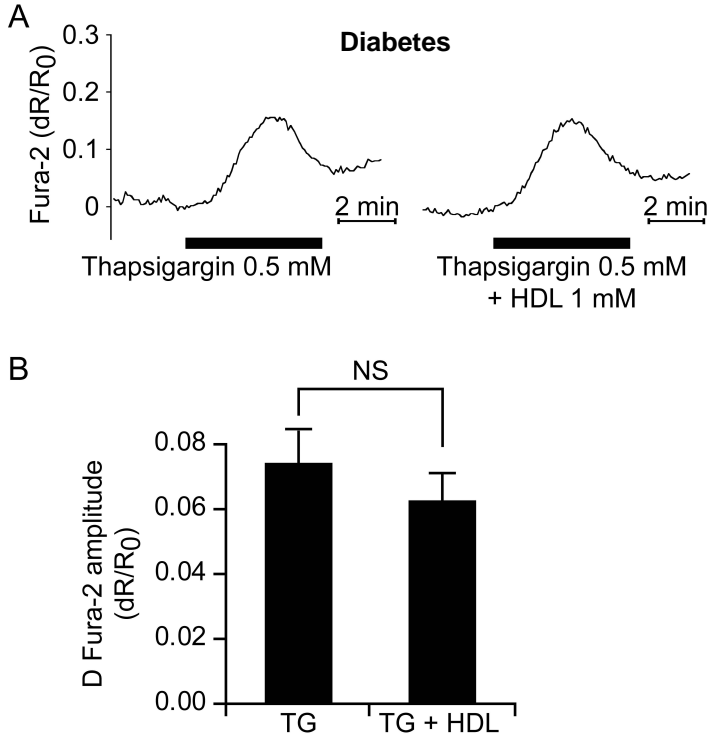 A
Diabetes
Fura-2 (dR/R0)
0.3
0.2
0.1
0
2 min
2 min
Thapsigargin 0.5 mM
Thapsigargin 0.5 mM
+ HDL 1 mM
B
NS
D Fura-2 amplitude
(dR/R0)
0.08
0.06
0.04
0.02
0.00
TG
TG + HDL